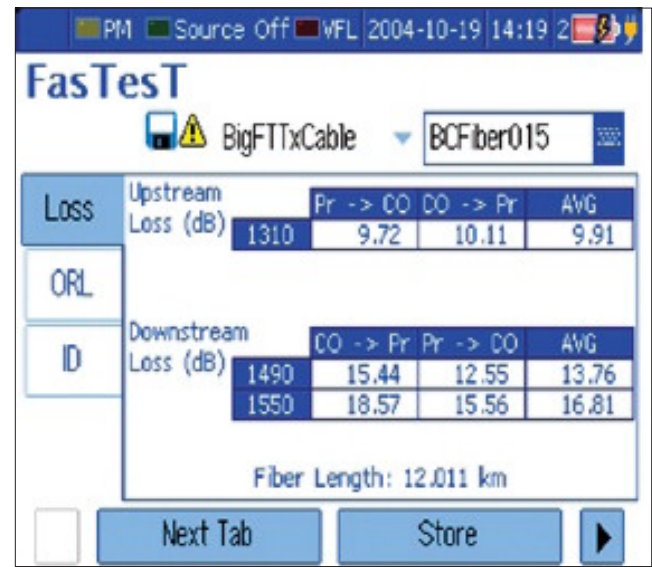 PM Source Off VFL 2004-10-19 14:19 2
FasTesT
BigFTTxCable BCFiber015
Loss
ORL
ID
Upstream
Loss (dB)
Pr -> CO CO -> Pr AVG
1310 9.72 10.11 9.91
Downstream
Loss (dB)
CO -> Pr Pr -> CO AVG
1490 15.44 12.55 13.76
1550 18.57 15.56 16.81
Fiber Length: 12.011 km
Next Tab Store